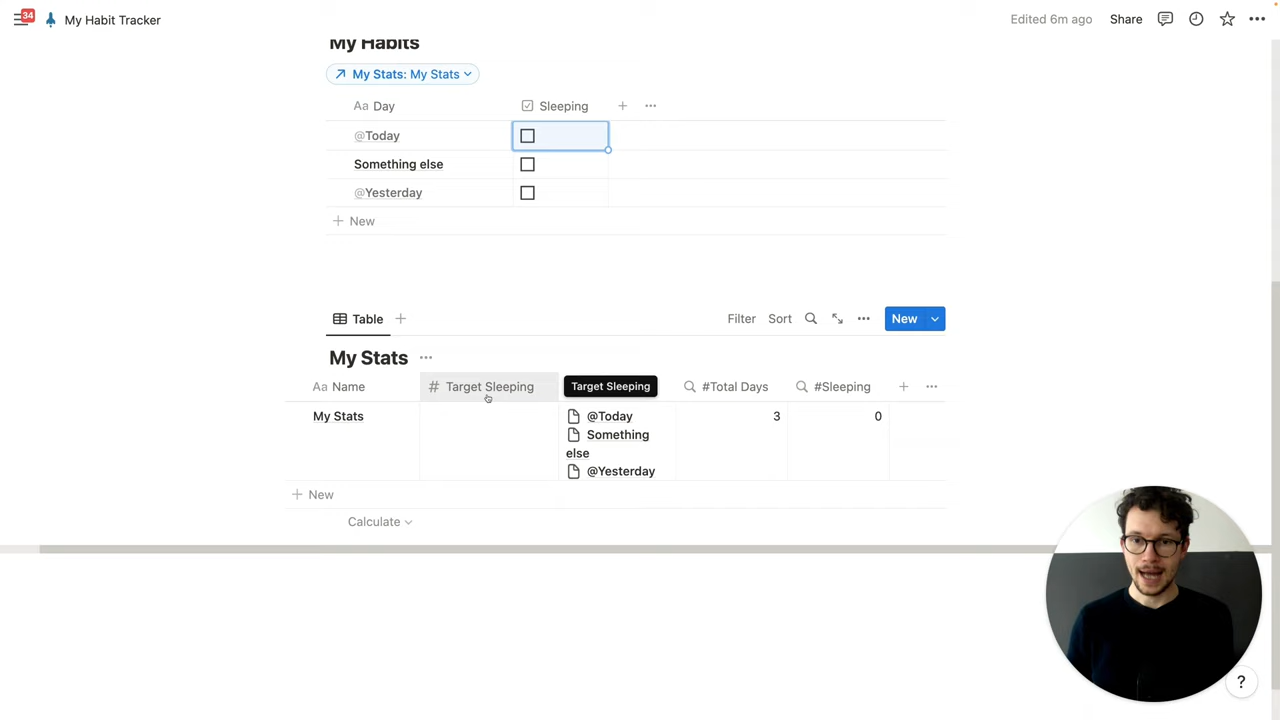 34 My Habit Tracker Edited 6m ago Share
My Habits
My Stats: My Stats
Aa Day Sleeping
@Today
Something else
@Yesterday
New
Table Filter Sort New
My Stats
Aa Name # Target Sleeping Target Sleeping #Total Days #Sleeping
My Stats @Today 3 0
Something
else
@Yesterday
New
Calculate
?